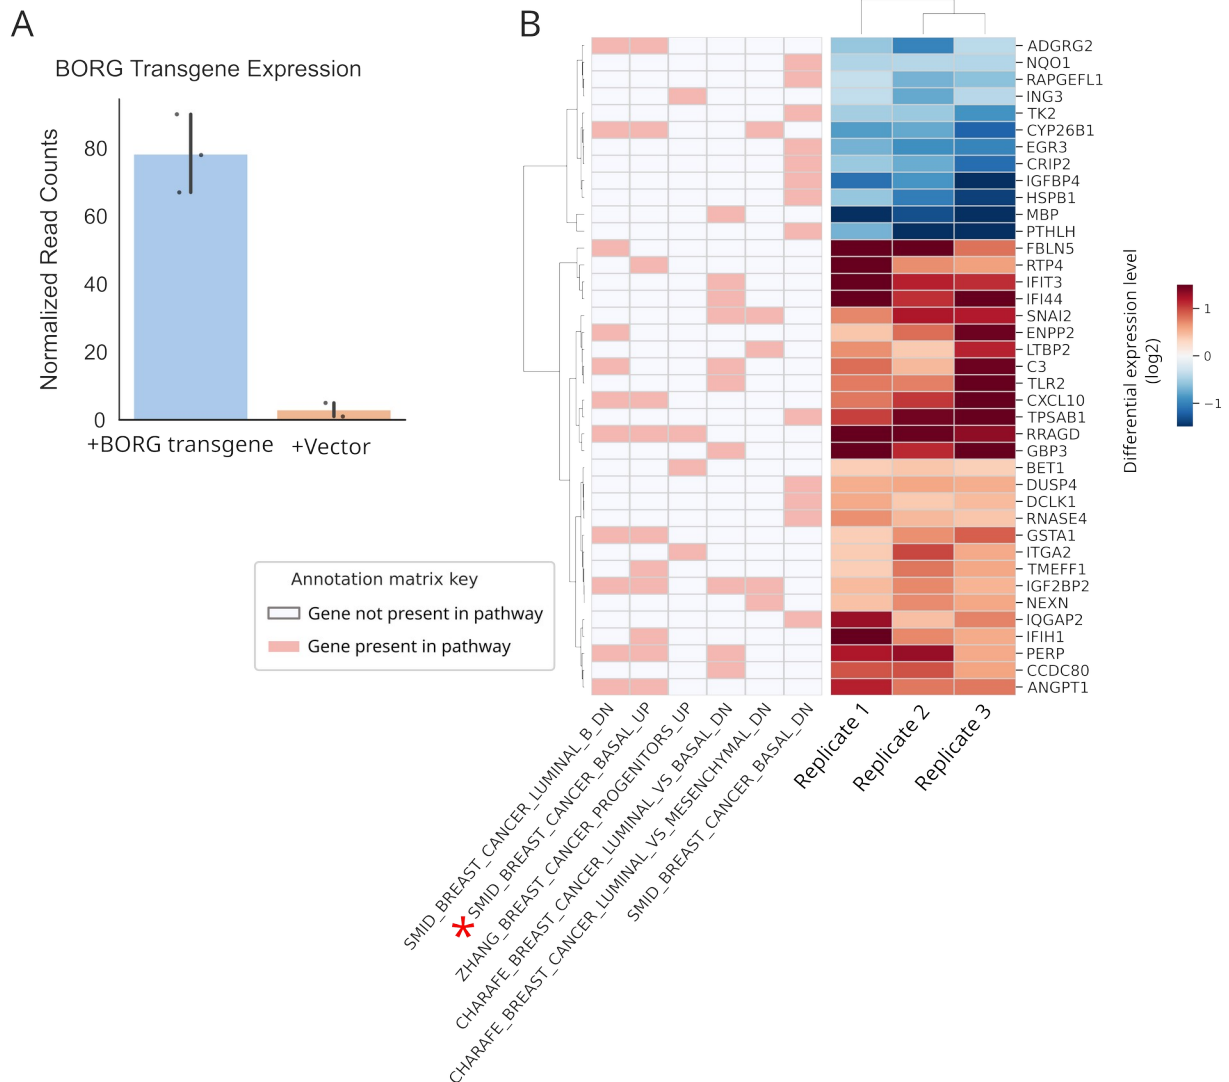 A
BORG Transgene Expression
Normalized Read Counts
80
60
40
20
0
+BORG transgene
+Vector
Annotation matrix key
Gene not present in pathway
Gene present in pathway
B
ADGRG2
NQO1
RAPGEFL1
ING3
TK2
CYP26B1
EGR3
CRIP2
IGFBP4
HSPB1
MBP
PTHLH
FBLN5
RTP4
IFIT3
IFI44
SNAI2
ENPP2
LTBP2
C3
TLR2
CXCL10
TPSAB1
RRAGD
GBP3
BET1
DUSP4
DCLK1
RNASE4
GSTA1
ITGA2
TMEFF1
IGF2BP2
NEXN
IQGAP2
IFIH1
PERP
CCDC80
ANGPT1
SMID_BREAST_CANCER_LUMINAL_B_DN
*SMID_BREAST_CANCER_BASAL_UP
ZHANG_BREAST_CANCER_PROGENITORS_UP
CHARAFE_BREAST_CANCER_LUMINAL_VS_BASAL_DN
CHARAFE_BREAST_CANCER_LUMINAL_VS_MESENCHYMAL_DN
SMID_BREAST_CANCER_BASAL_DN
Replicate 1
Replicate 2
Replicate 3
Differential expression level
(log2)
1
0
−1